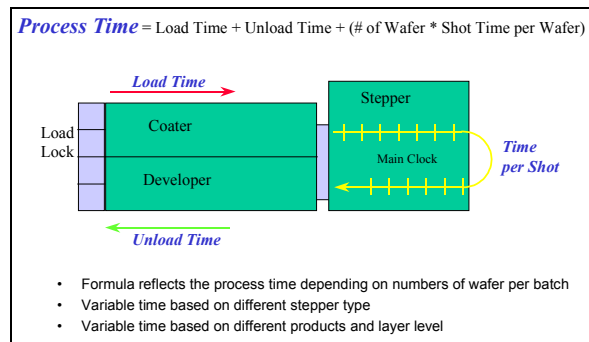 Process Time = Load Time + Unload Time + (# of Wafer * Shot Time per Wafer)
Load Time
Stepper
Load
Lock
Coater
Main Clock
Time
per Shot
Developer
Unload Time
• Formula reflects the process time depending on numbers of wafer per batch
• Variable time based on different stepper type
• Variable time based on different products and layer level